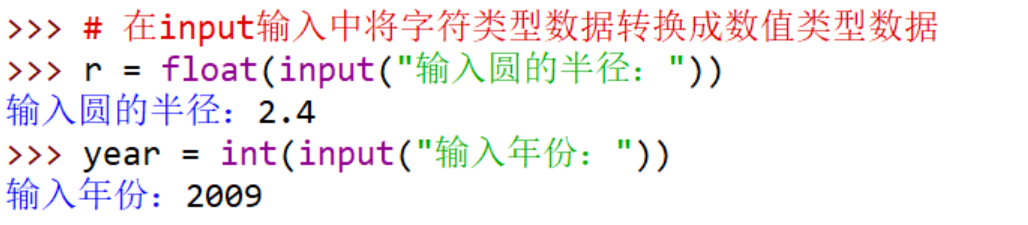 >>> # 在input输入中将字符类型数据转换成数值类型数据
>>> r = float(input("输入圆的半径："))
输入圆的半径：2.4
>>> year = int(input("输入年份："))
输入年份：2009